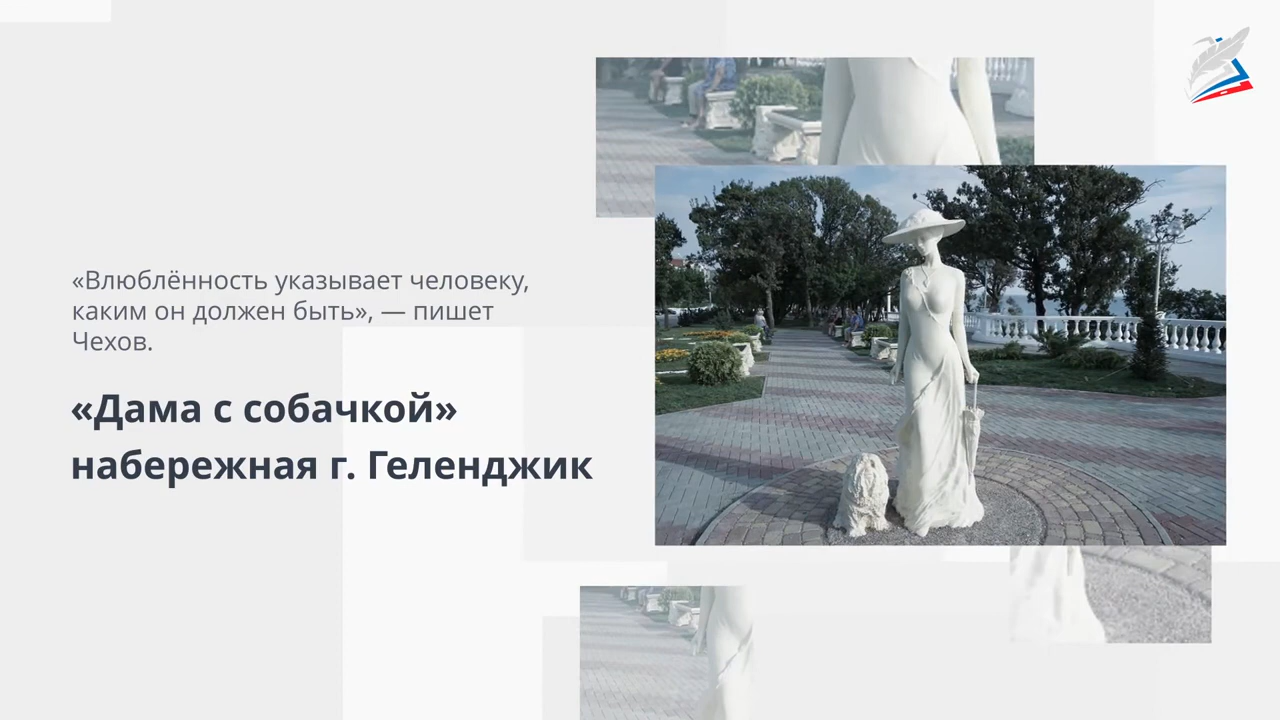 «Влюблённость указывает человеку,
каким он должен быть», — пишет
Чехов.
«Дама с собачкой»
набережная г. Геленджик